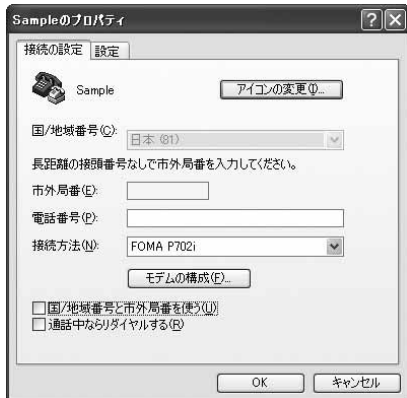 Sampleのプロパティ
接続の設定 設定
Sample アイコンの変更(I)...
国/地域番号(C): 日本 (81)
長距離の接頭番号なしで市外局番を入力してください。
市外局番(E):
電話番号(P):
接続方法(N): FOMA P702i
モデムの構成(F)...
国/地域番号と市外局番を使う(U)
通話中ならリダイヤルする(R)
OK キャンセル